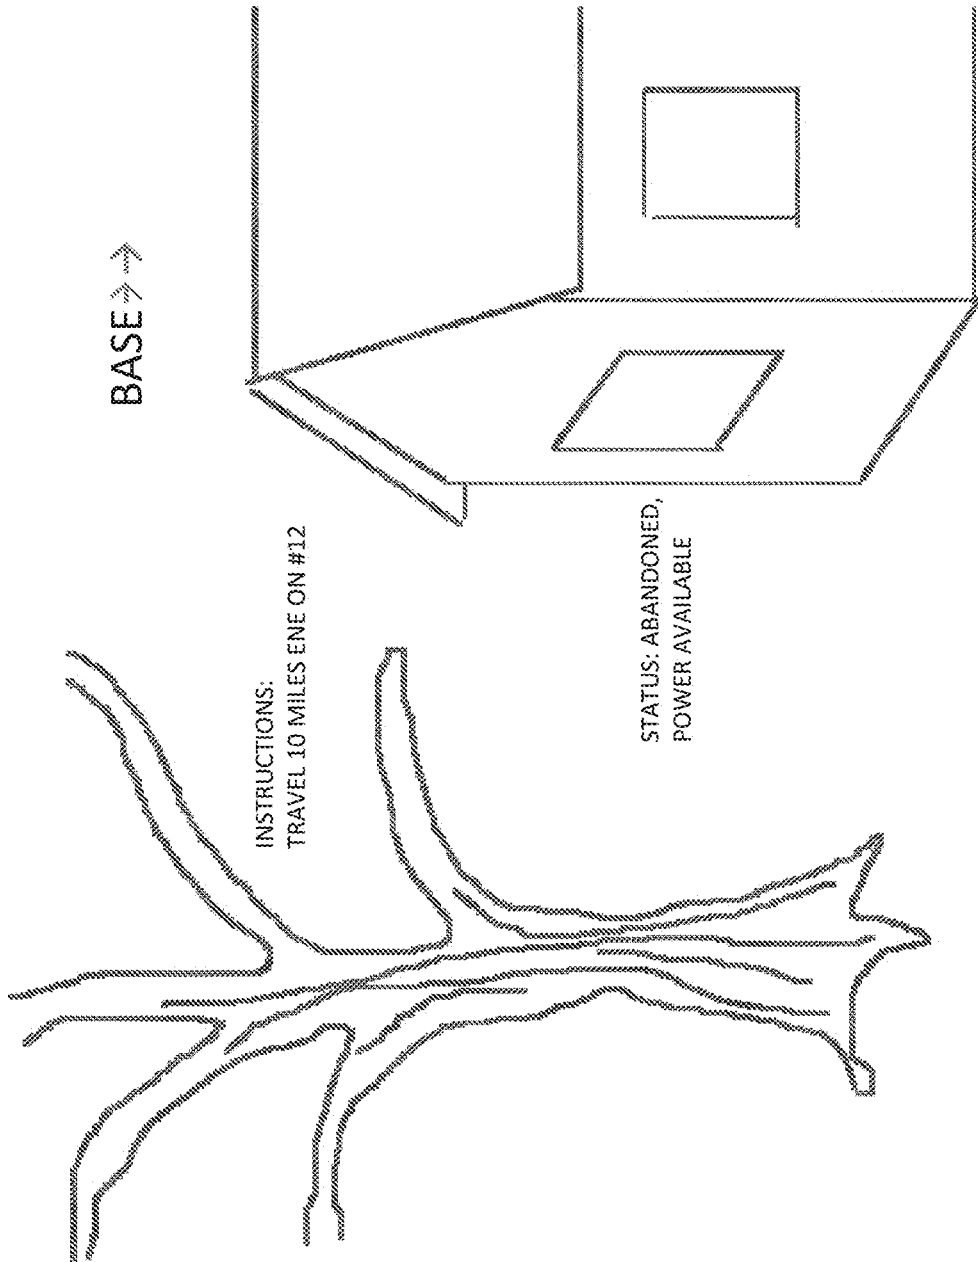 BASE→→
INSTRUCTIONS:
TRAVEL 10 MILES ENE ON #12
STATUS: ABANDONED,
POWER AVAILABLE